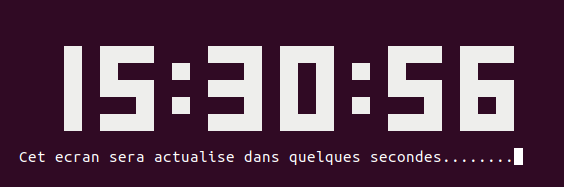 15:30:56
Cet ecran sera actualise dans quelques secondes........